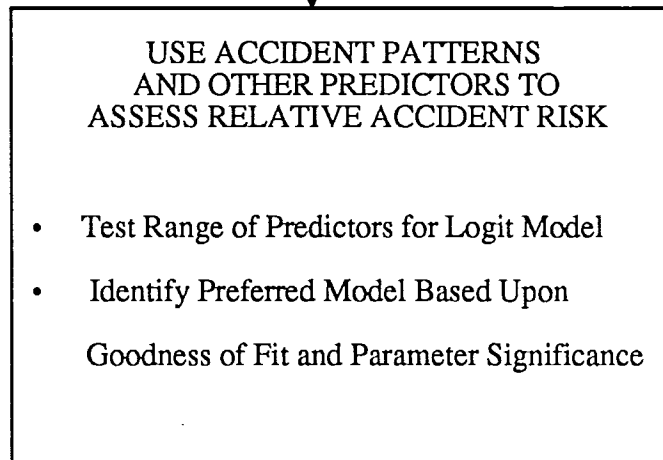 USE ACCIDENT PATTERNS
AND OTHER PREDICTORS TO
ASSESS RELATIVE ACCIDENT RISK
• Test Range of Predictors for Logit Model
• Identify Preferred Model Based Upon
Goodness of Fit and Parameter Significance